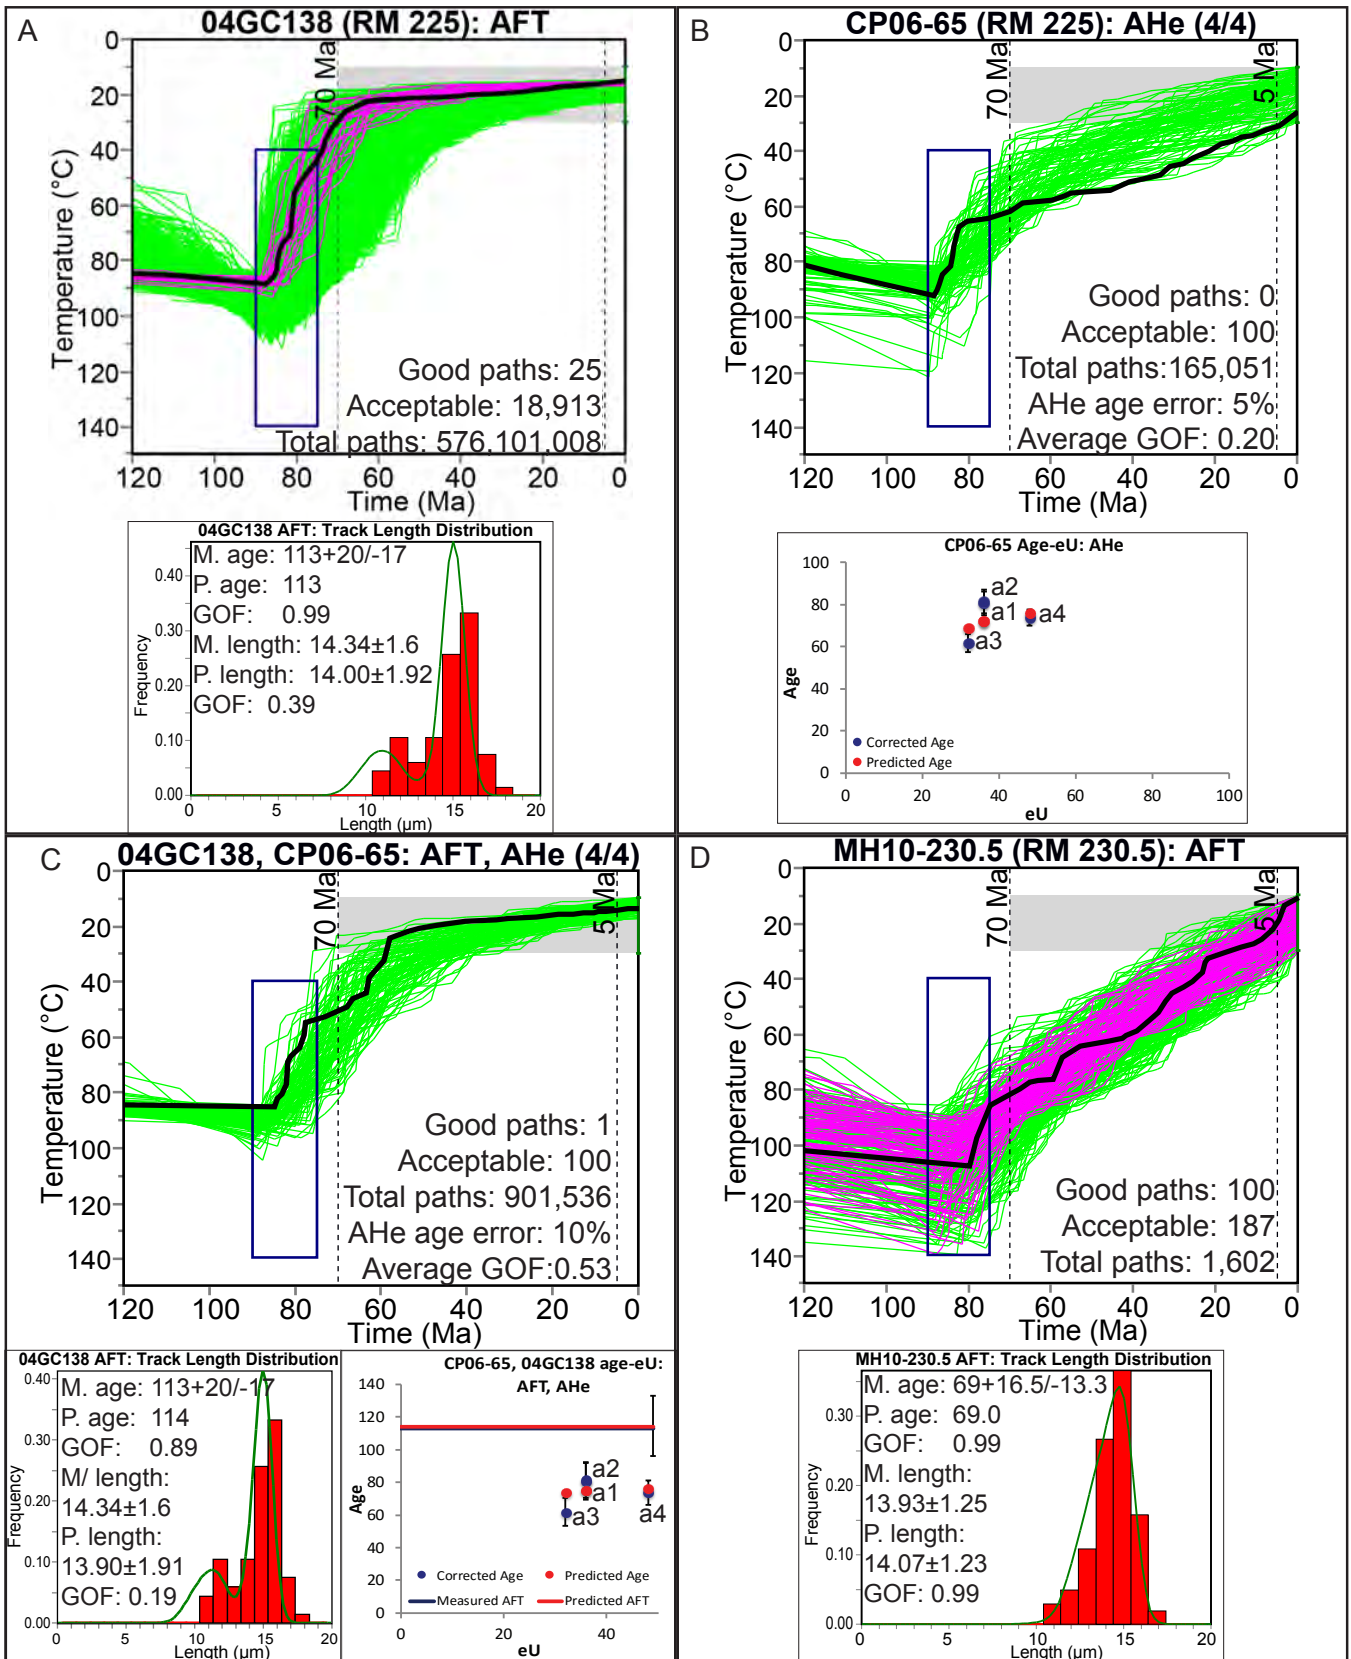 A
04GC138 (RM 225): AFT
0
20
40
60
80
100
120
140
Temperature (°C)
70 Ma
Good paths: 25
Acceptable: 18,913
Total paths: 576,101,008
120 100 80 60 40 20 0
Time (Ma)
04GC138 AFT: Track Length Distribution
M. age: 113+20/-17
P. age: 113
GOF: 0.99
M. length: 14.34±1.6
P. length: 14.00±1.92
GOF: 0.39
0.40
0.30
0.20
0.10
0.00
Frequency
0 5 10 15 20
Length (µm)
B
CP06-65 (RM 225): AHe (4/4)
0
20
40
60
80
100
120
140
Temperature (°C)
70 Ma
5 Ma
Good paths: 0
Acceptable: 100
Total paths:165,051
AHe age error: 5%
Average GOF: 0.20
120 100 80 60 40 20 0
Time (Ma)
CP06-65 Age-eU: AHe
100
80
60
40
20
0
Age
a2
a1
a4
a3
Corrected Age
Predicted Age
0 20 40 60 80 100
eU
C
04GC138, CP06-65: AFT, AHe (4/4)
0
20
40
60
80
100
120
140
Temperature (°C)
70 Ma
5 Ma
Good paths: 1
Acceptable: 100
Total paths: 901,536
AHe age error: 10%
Average GOF:0.53
120 100 80 60 40 20 0
Time (Ma)
04GC138 AFT: Track Length Distribution
M. age: 113+20/-17
P. age: 114
GOF: 0.89
M/ length:
14.34±1.6
P. length:
13.90±1.91
GOF: 0.19
0.40
0.30
0.20
0.10
0.00
Frequency
0 5 10 15 20
Length (µm)
CP06-65, 04GC138 age-eU:
AFT, AHe
140
120
100
80
60
40
20
0
Age
a2
a1
a3
a4
Corrected Age Predicted Age
Measured AFT Predicted AFT
0 20 40
eU
D
MH10-230.5 (RM 230.5): AFT
0
20
40
60
80
100
120
140
Temperature (°C)
70 Ma
5 Ma
Good paths: 100
Acceptable: 187
Total paths: 1,602
120 100 80 60 40 20 0
Time (Ma)
MH10-230.5 AFT: Track Length Distribution
M. age: 69+16.5/-13.3
P. age: 69.0
GOF: 0.99
M. length:
13.93±1.25
P. length:
14.07±1.23
GOF: 0.99
0.30
0.20
0.10
0.00
Frequency
0 5 10 15 20
Length (µm)